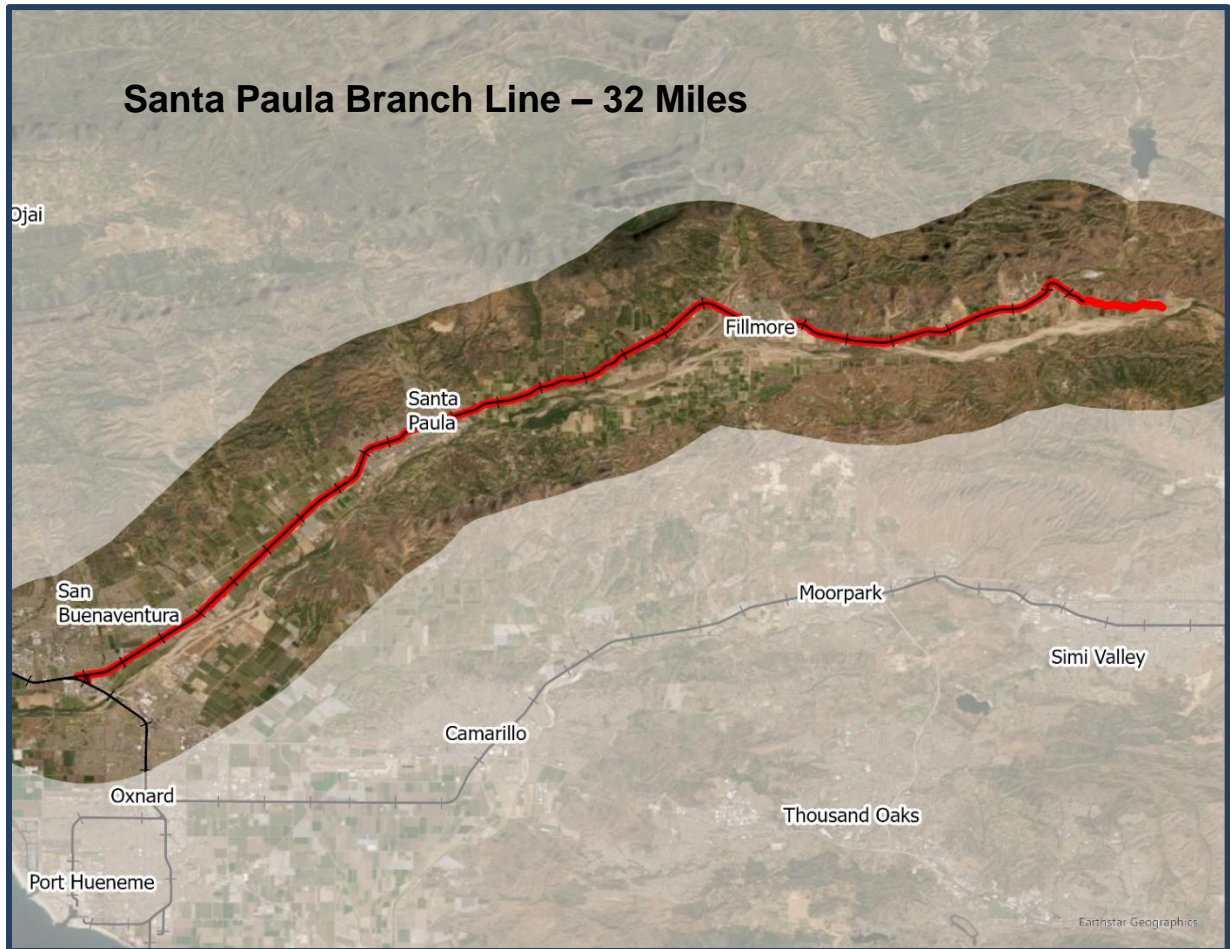 Santa Paula Branch Line – 32 Miles
Ojai
Fillmore
Santa
Paula
San
Buenaventura
Moorpark
Simi Valley
Camarillo
Oxnard
Thousand Oaks
Port Hueneme
Earthstar Geographics